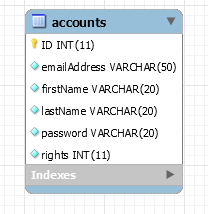 accounts
ID INT(11)
emailAddress VARCHAR(50)
firstName VARCHAR(20)
lastName VARCHAR(20)
password VARCHAR(20)
rights INT(11)
Indexes